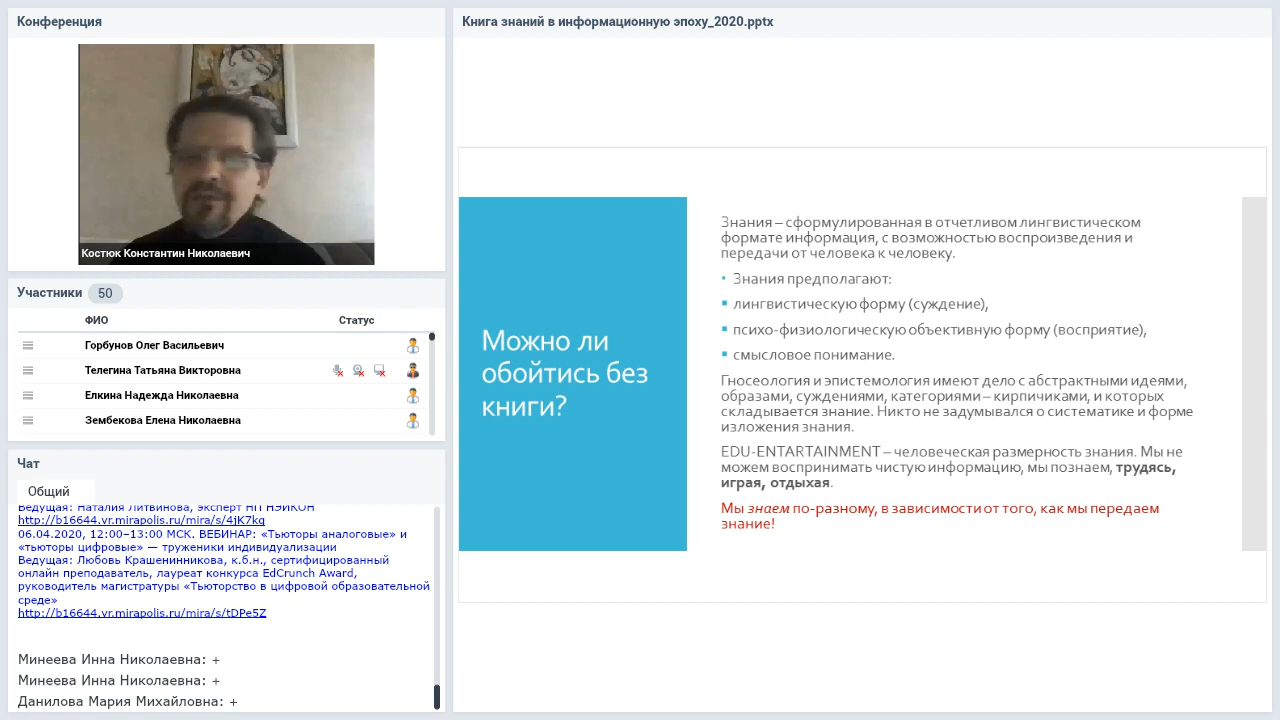 Конференция
Костюк Константин Николаевич
Участники 50
ФИО Статус
Горбунов Олег Васильевич
Телегина Татьяна Викторовна
Елкина Надежда Николаевна
Зембекова Елена Николаевна
Чат
Общий
Ведущая: Наталия Литвинова, эксперт НП НЭИКОН
http://b16644.vr.mirapolis.ru/mira/s/4jK7kq
06.04.2020, 12:00–13:00 МСК. ВЕБИНАР: «Тьюторы аналоговые» и
«тьюторы цифровые» — труженики индивидуализации
Ведущая: Любовь Крашенинникова, к.б.н., сертифицированный
онлайн преподаватель, лауреат конкурса EdCrunch Award,
руководитель магистратуры «Тьюторство в цифровой образовательной
среде»
http://b16644.vr.mirapolis.ru/mira/s/tDPe5Z
Минеева Инна Николаевна: +
Минеева Инна Николаевна: +
Данилова Мария Михайловна: +
Книга знаний в информационную эпоху_2020.pptx
Можно ли
обойтись без
книги?
Знания – сформулированная в отчетливом лингвистическом
формате информация, с возможностью воспроизведения и
передачи от человека к человеку.
• Знания предполагают:
▪ лингвистическую форму (суждение),
▪ психо-физиологическую объективную форму (восприятие),
▪ смысловое понимание.
Гносеология и эпистемология имеют дело с абстрактными идеями,
образами, суждениями, категориями – кирпичиками, и которых
складывается знание. Никто не задумывался о систематике и форме
изложения знания.
EDU-ENTARTAINMENT – человеческая размерность знания. Мы не
можем воспринимать чистую информацию, мы познаем, трудясь,
играя, отдыхая.
Мы знаем по-разному, в зависимости от того, как мы передаем
знание!